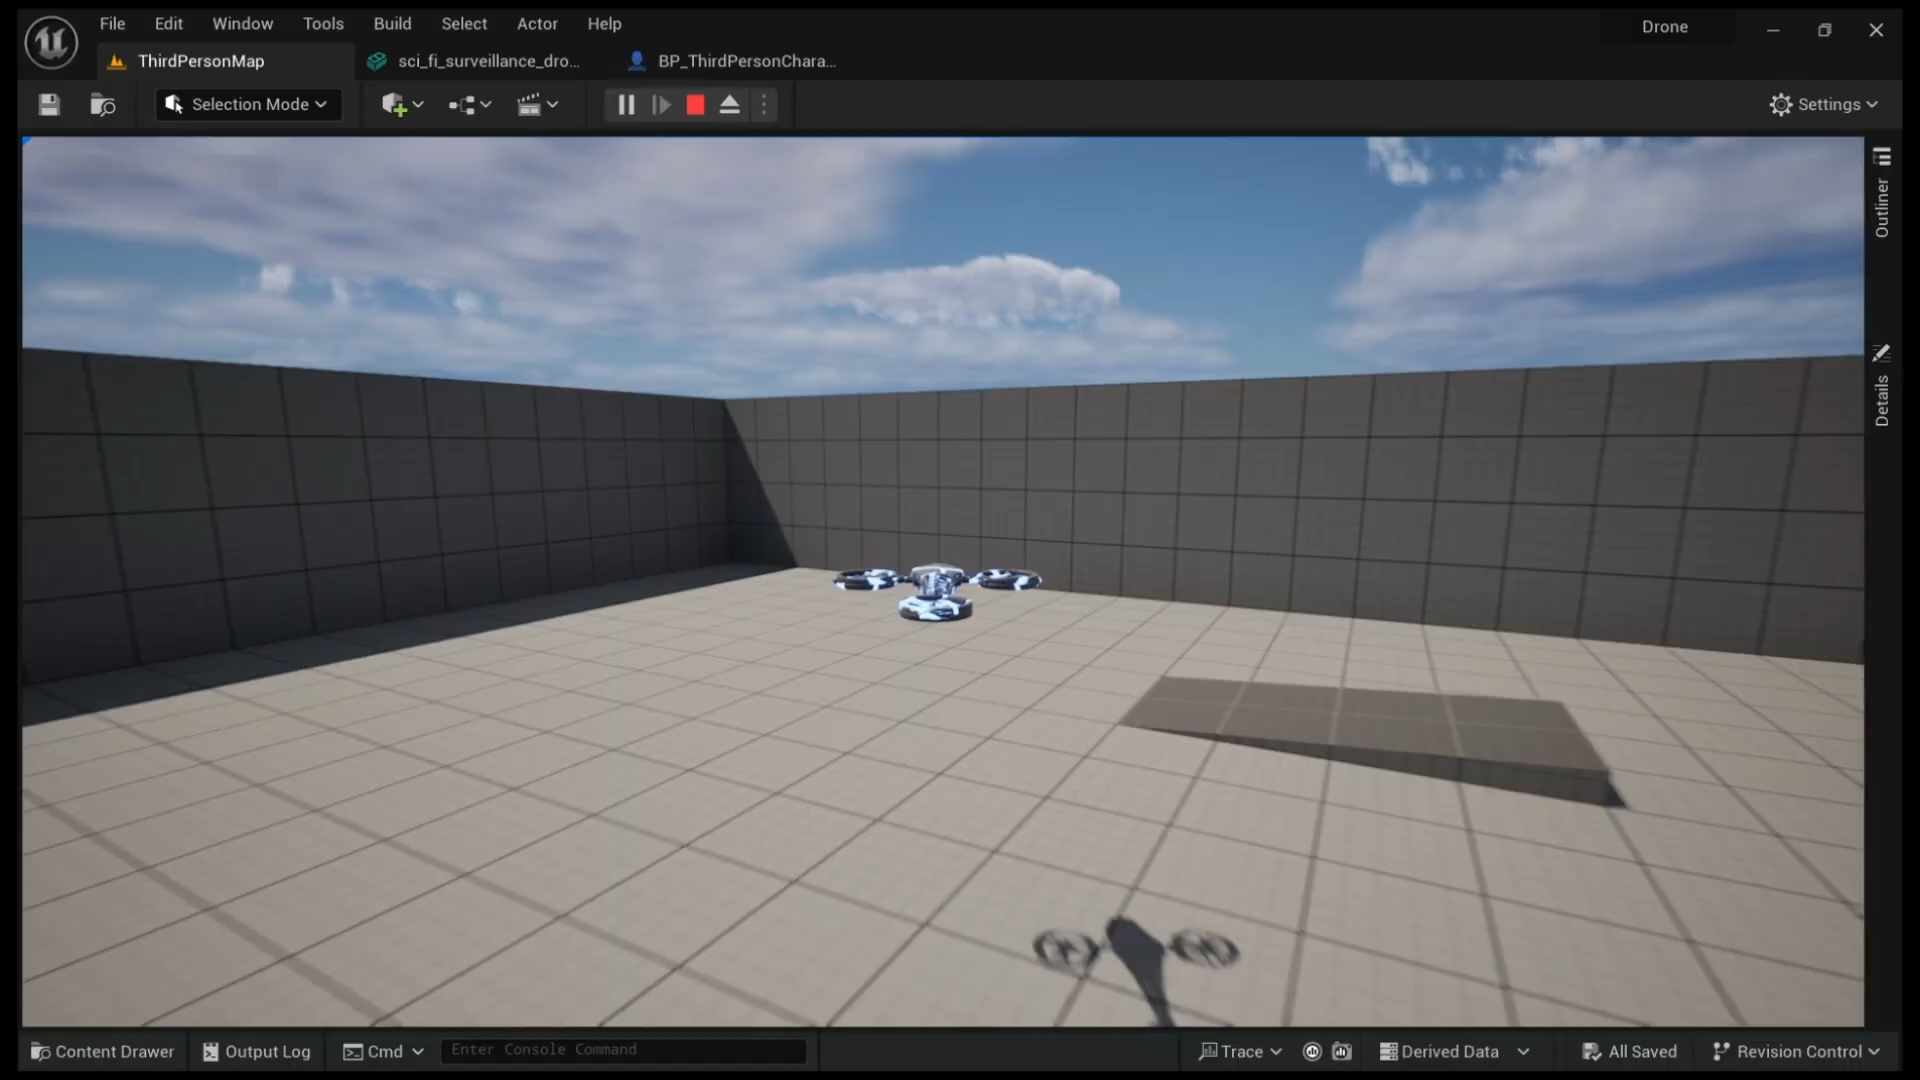 File Edit Window Tools Build Select Actor Help
Drone
ThirdPersonMap
sci_fi_surveillance_dro...
BP_ThirdPersonChara...
Selection Mode
Settings
Outliner
Details
Content Drawer
Output Log
Cmd
Enter Console Command
Trace
Derived Data
All Saved
Revision Control